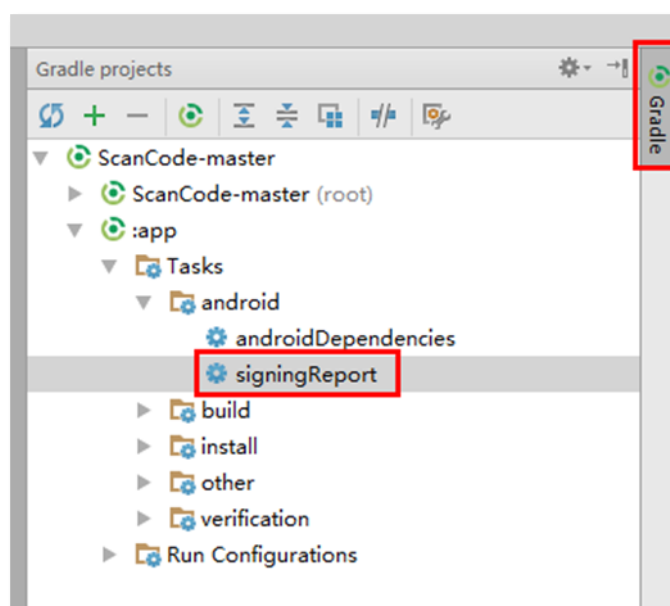 Gradle projects
Gradle
ScanCode-master
ScanCode-master (root)
:app
Tasks
android
androidDependencies
signingReport
build
install
other
verification
Run Configurations